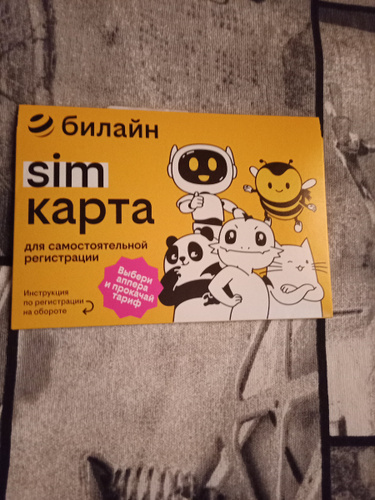 билайн
sim
карта
для самостоятельной
регистрации
Выбери
аппера
и прокачай
тариф
Инструкция
по регистрации
на обороте